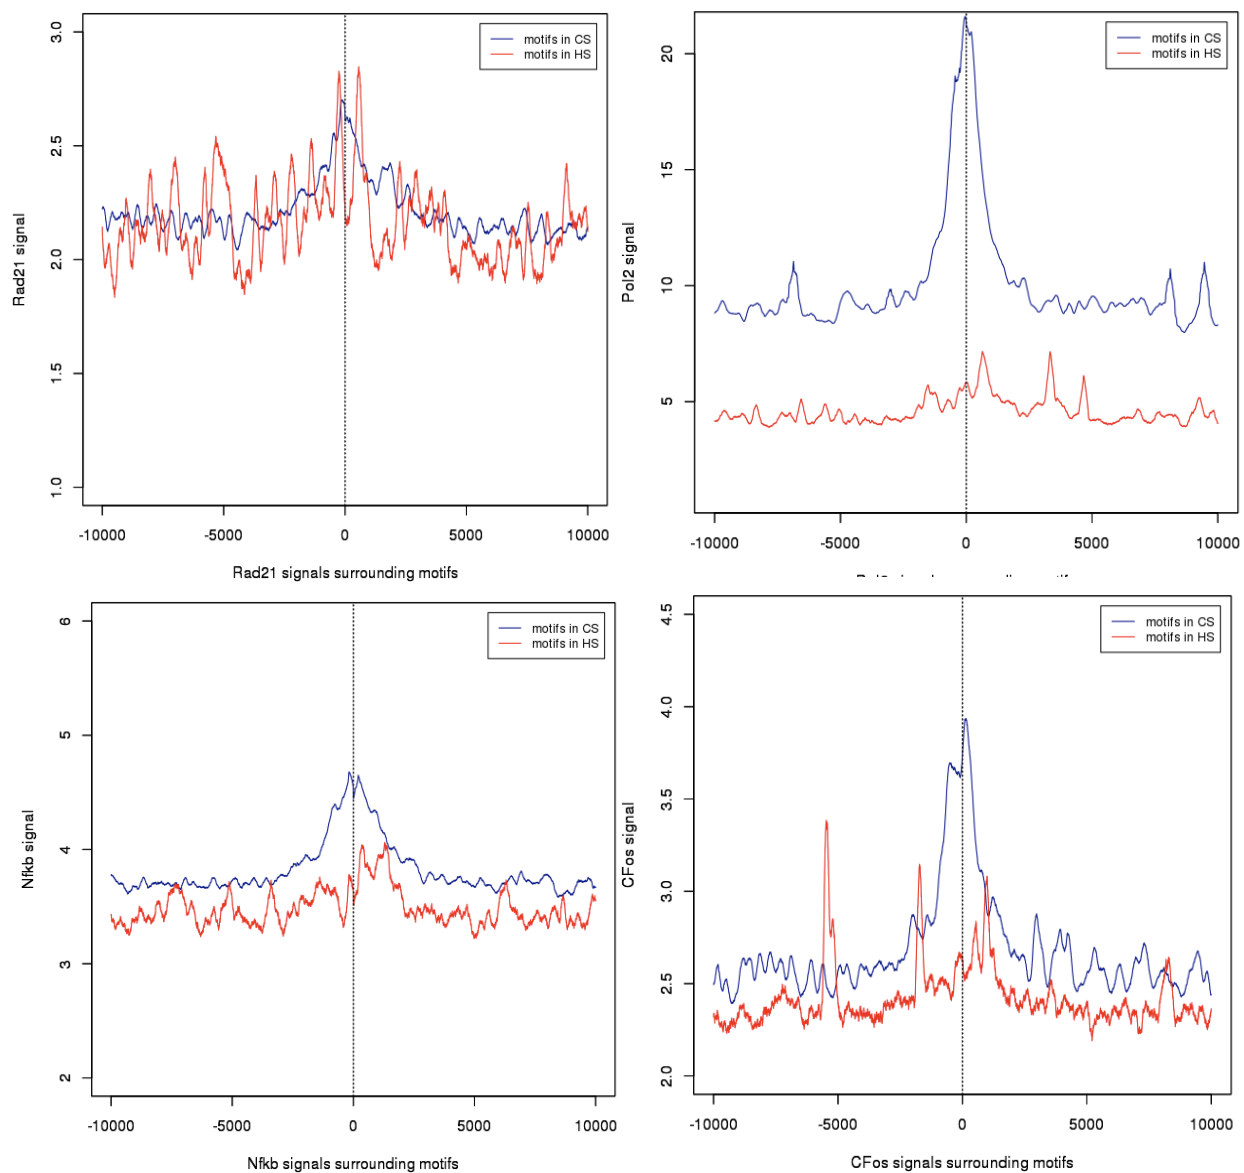 motifs in CS
motifs in HS
Rad21 signal
3.0
2.5
2.0
1.5
1.0
-10000 -5000 0 5000 10000
Rad21 signals surrounding motifs
motifs in CS
motifs in HS
Pol2 signal
20
15
10
5
-10000 -5000 0 5000 10000
motifs in CS
motifs in HS
Nfkb signal
6
5
4
3
2
-10000 -5000 0 5000 10000
Nfkb signals surrounding motifs
motifs in CS
motifs in HS
CFos signal
4.5
4.0
3.5
3.0
2.5
2.0
-10000 -5000 0 5000 10000
CFos signals surrounding motifs